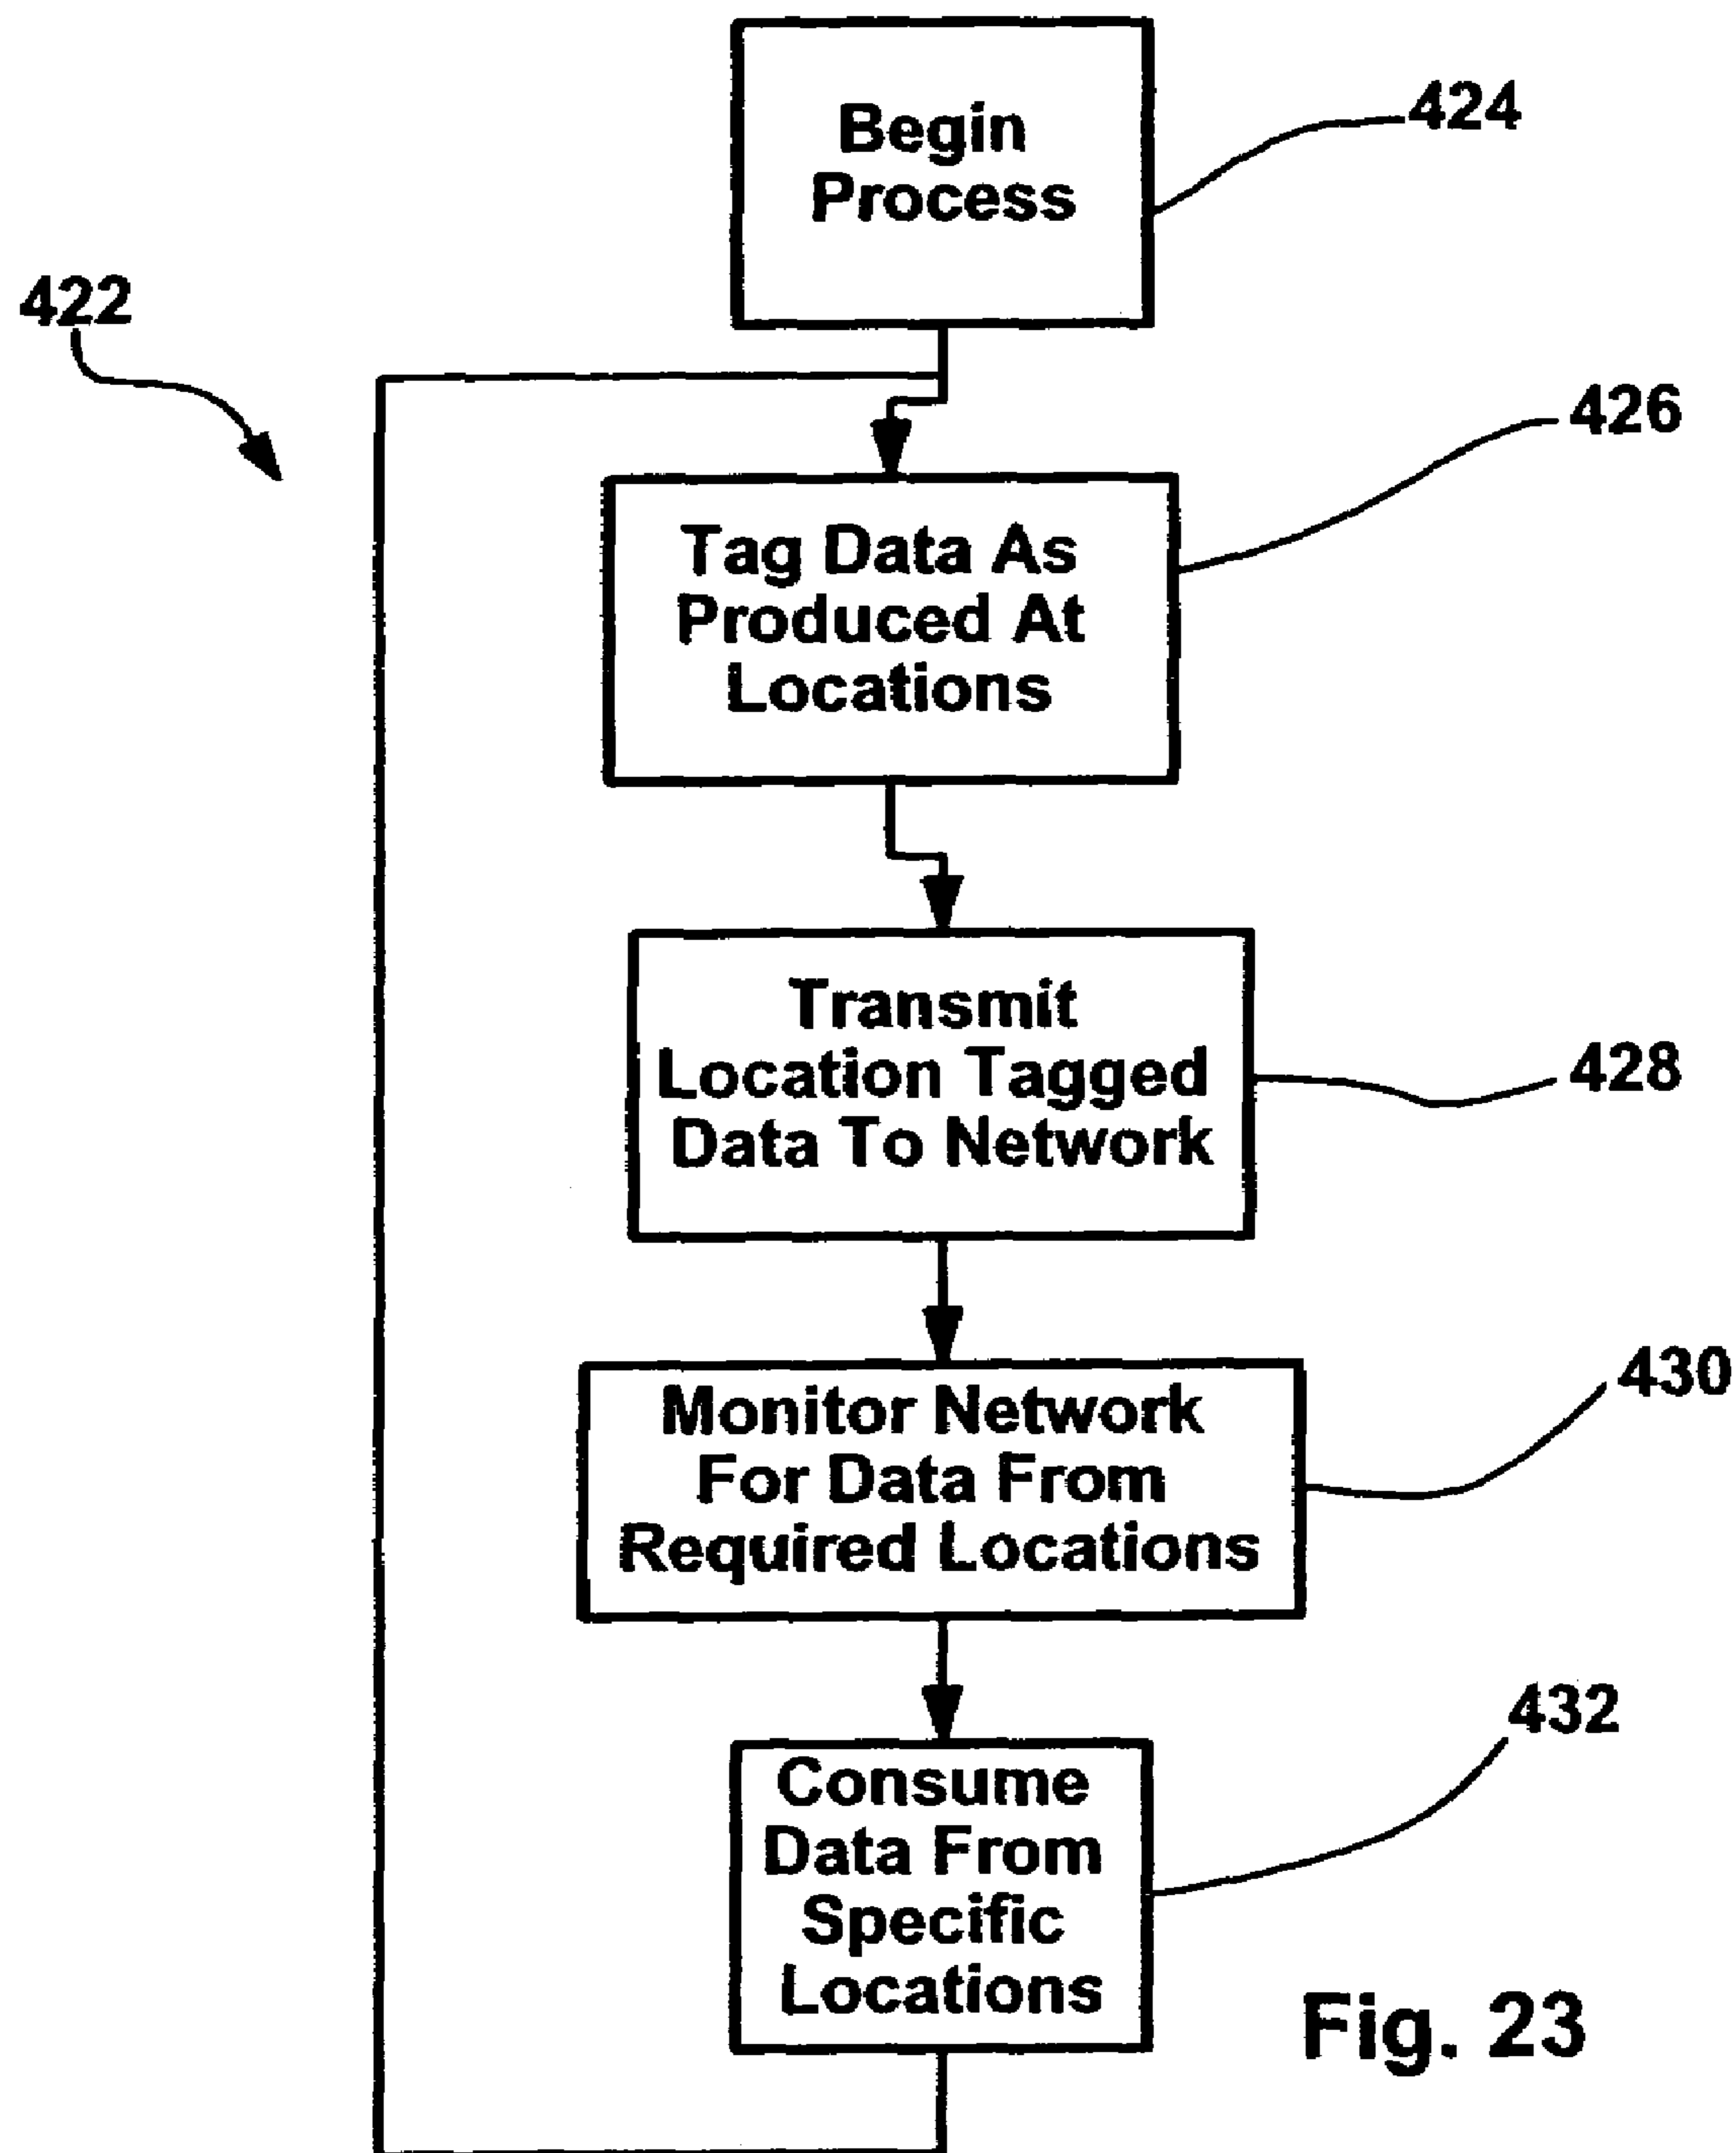 Begin
Process
424
422
426
Tag Data As
Produced At
Locations
Transmit
Location Tagged
Data To Network
428
430
Monitor Network
For Data From
Required Locations
432
Consume
Data From
Specific
Locations
Fig. 23